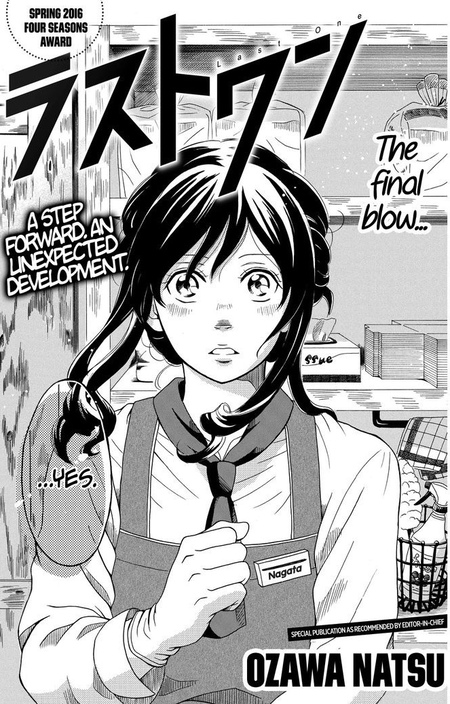 SPRING 2016
FOUR SEASONS
AWARD
Last One
ラストワン
The
final
blow...
A STEP
FORWARD, AN
UNEXPECTED
DEVELOPMENT.
...YES.
Nagata
SPECIAL PUBLICATION AS RECOMMENDED BY EDITOR-IN-CHIEF
OZAWA NATSU